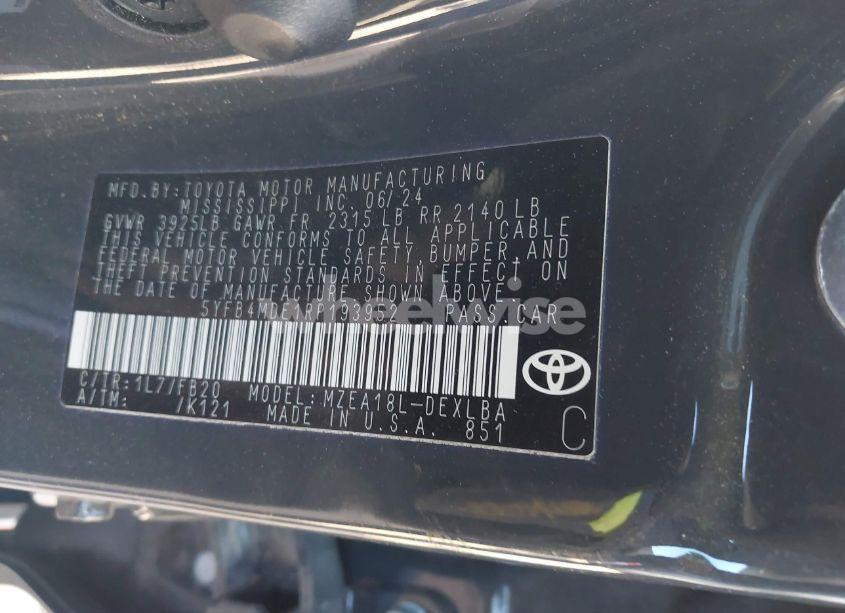 MFD. BY: TOYOTA MOTOR MANUFACTURING
MISSISSIPPI INC. 06/24
GVWR 3925LB GAWR FR 2315 LB RR 2140 LB
THIS VEHICLE CONFORMS TO ALL APPLICABLE
FEDERAL MOTOR VEHICLE SAFETY, BUMPER, AND
THEFT PREVENTION STANDARDS IN EFFECT ON
THE DATE OF MANUFACTURE SHOWN ABOVE.
PASS CAR
wheelwise
C/TR: 1L7/FB20 MODEL: MZEA18L-DEXLBA
A/TM: /K121 MADE IN U.S.A. 851
C